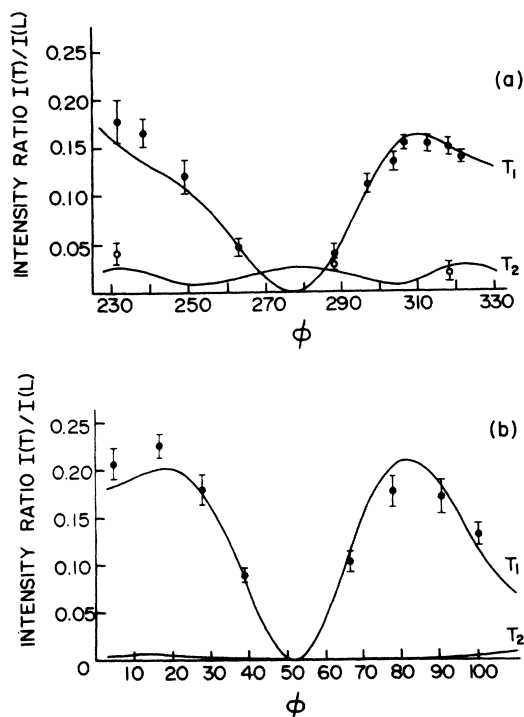 INTENSITY RATIO I(T)/I(L)
0.25
0.20
0.15
0.10
0.05
(a)
T1
T2
230 250 270 290 310 330
ϕ
INTENSITY RATIO I(T)/I(L)
0.25
0.20
0.15
0.10
0.05
0
(b)
T1
T2
10 20 30 40 50 60 70 80 90 100
ϕ